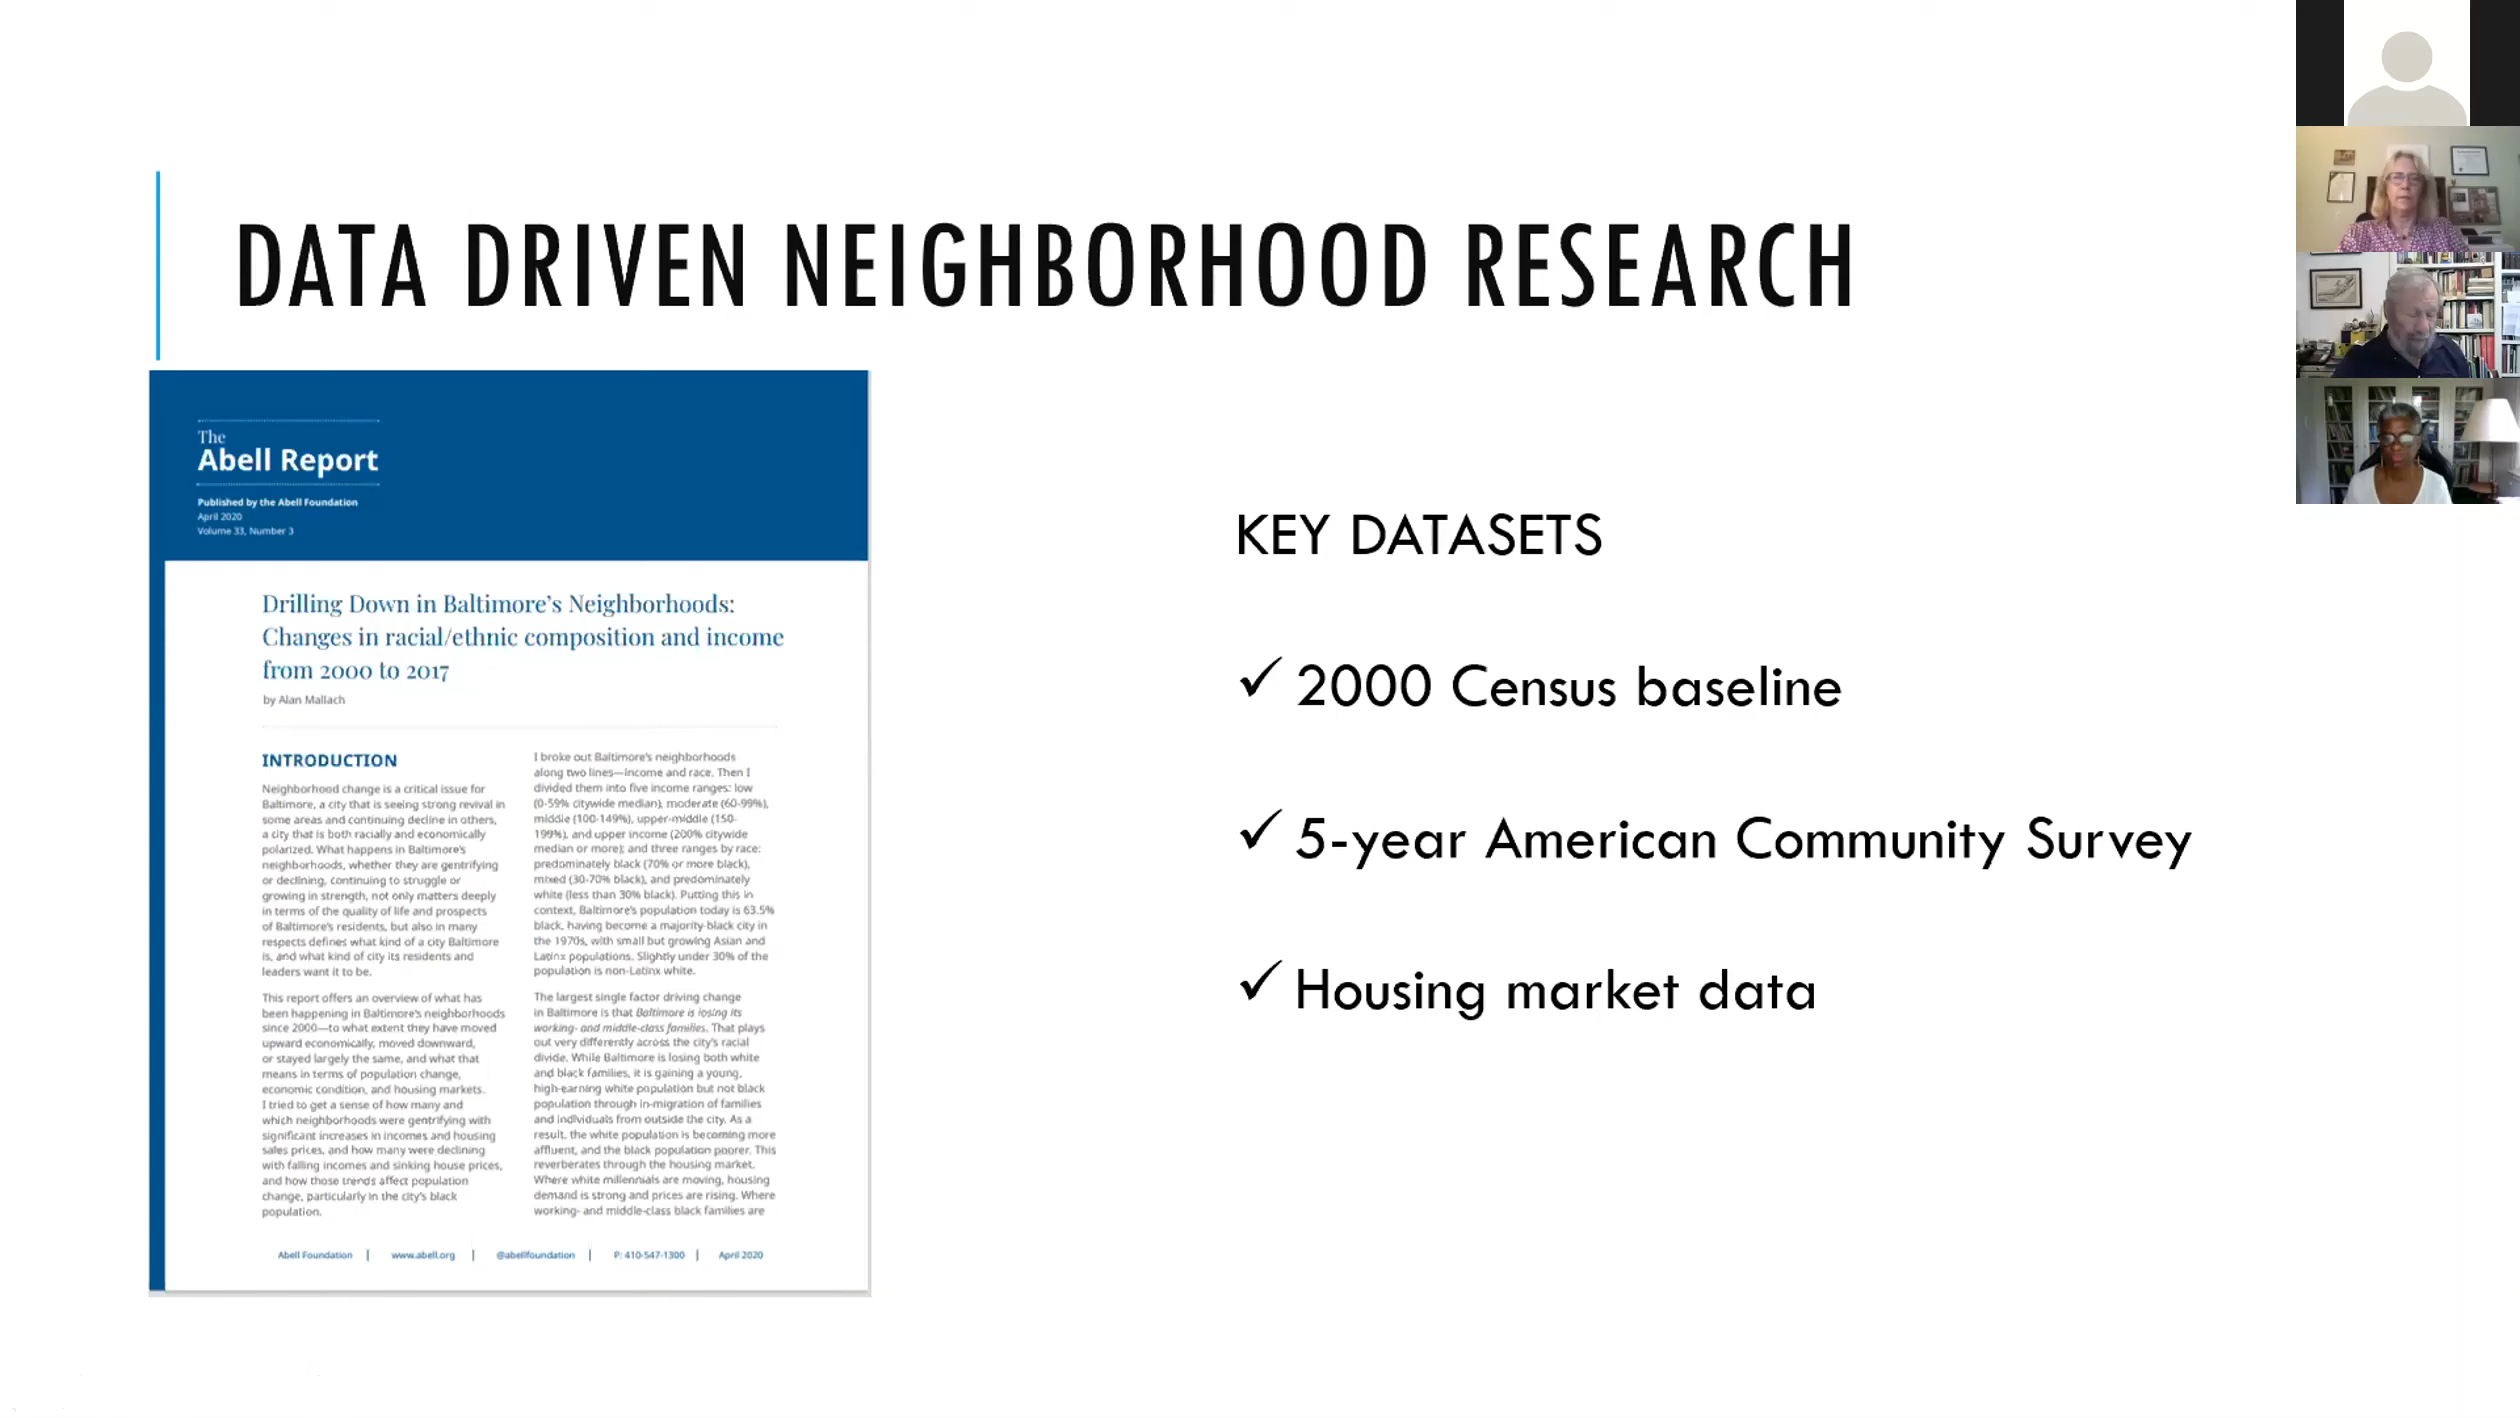 DATA DRIVEN NEIGHBORHOOD RESEARCH
The
Abell Report
Published by the Abell Foundation
April 2020
Volume 33, Number 3
Drilling Down in Baltimore's Neighborhoods:
Changes in racial/ethnic composition and income
from 2000 to 2017
by Alan Mallach
INTRODUCTION
Neighborhood change is a critical issue for
Baltimore, a city that is seeing strong revival in
some areas and continuing decline in others,
a city that is both racially and economically
polarized. What happens in Baltimore's
neighborhoods, whether they are gentrifying
or declining, continuing to struggle or
growing in strength, not only matters deeply
in terms of the quality of life and prospects
of Baltimore's residents, but also in many
respects defines what kind of a city Baltimore
is, and what kind of city its residents and
leaders want it to be.
This report offers an overview of what has
been happening in Baltimore's neighborhoods
since 2000—to what extent they have moved
upward economically, moved downward,
or stayed largely the same, and what that
means in terms of population change,
economic condition, and housing markets.
I tried to get a sense of how many and
which neighborhoods were gentrifying with
significant increases in incomes and housing
sales prices, and how many were declining
with falling incomes and sinking house prices,
and how those trends affect population
change, particularly in the city's black
population.
I broke out Baltimore's neighborhoods
along two lines—income and race. Then I
divided them into five income ranges: low
(0-59% citywide median), moderate (60-99%),
middle (100-149%), upper-middle (150-
199%), and upper income (200% citywide
median or more); and three ranges by race:
predominately black (70% or more black),
mixed (30-70% black), and predominately
white (less than 30% black). Putting this in
context, Baltimore's population today is 63.5%
black, having become a majority-black city in
the 1970s, with small but growing Asian and
Latinx populations. Slightly under 30% of the
population is non-Latinx white.
The largest single factor driving change
in Baltimore is that Baltimore is losing its
working- and middle-class families. That plays
out very differently across the city's racial
divide. While Baltimore is losing both white
and black families, it is gaining a young,
high-earning white population but not black
population through in-migration of families
and individuals from outside the city. As a
result, the white population is becoming more
affluent, and the black population poorer. This
reverberates through the housing market.
Where white millennials are moving, housing
demand is strong and prices are rising. Where
working- and middle-class black families are
Abell Foundation | www.abell.org | @abellfoundation | P: 410-547-1300 | April 2020
KEY DATASETS
✓ 2000 Census baseline
✓ 5-year American Community Survey
✓ Housing market data